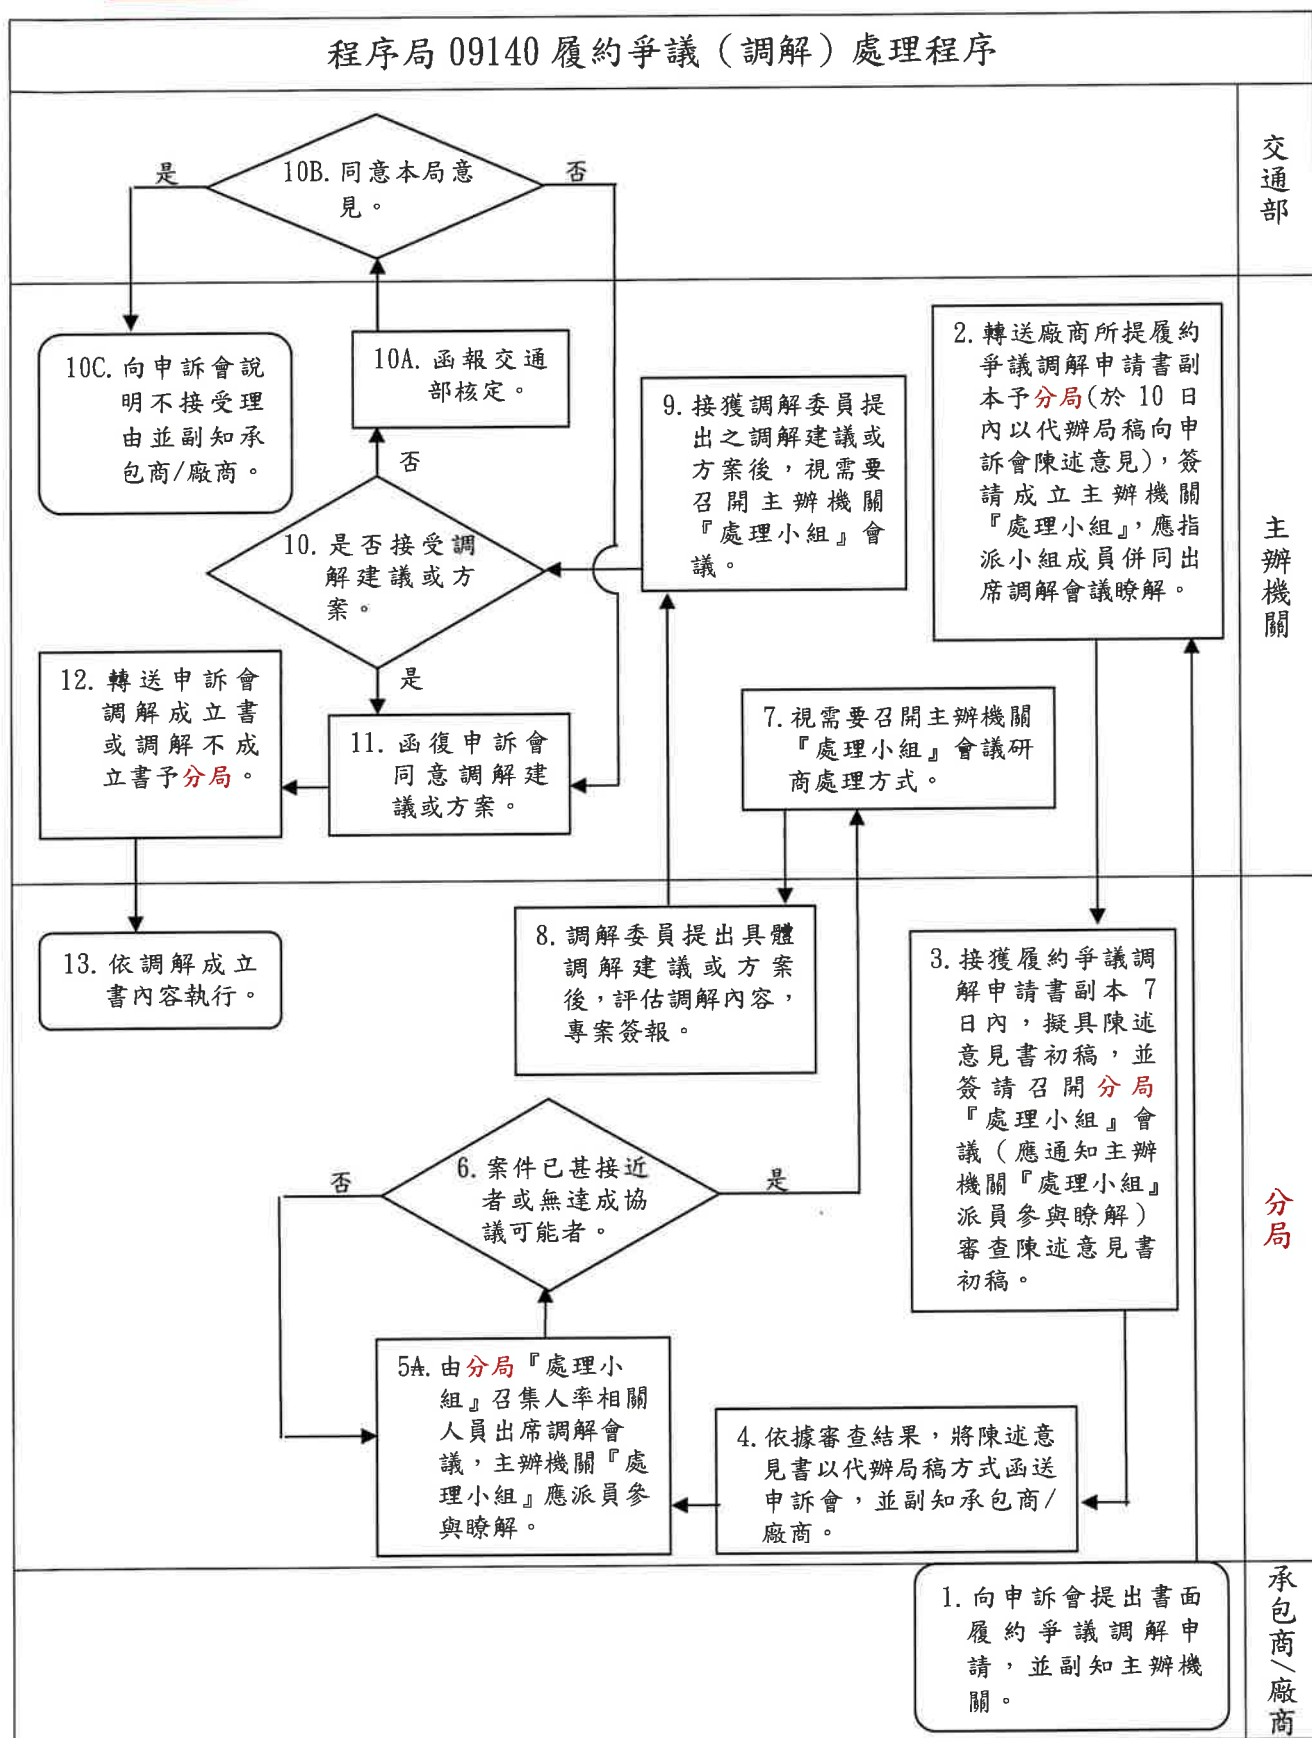 程序局 09140 履約爭議（調解）處理程序
交通部
10B. 同意本局意
見。
是
否
主辦機關
10C. 向申訴會說
明不接受理
由並副知承
包商/廠商。
10A. 函報交通
部核定。
否
10. 是否接受調
解建議或方
案。
是
9. 接獲調解委員提
出之調解建議或
方案後，視需要
召開主辦機關
『處理小組』會
議。
2. 轉送廠商所提履約
爭議調解申請書副
本予分局(於 10 日
內以代辦局稿向申
訴會陳述意見)，簽
請成立主辦機關
『處理小組』，應指
派小組成員併同出
席調解會議瞭解。
12. 轉送申訴會
調解成立書
或調解不成
立書予分局。
11. 函復申訴會
同意調解建
議或方案。
7. 視需要召開主辦機關
『處理小組』會議研
商處理方式。
分局
13. 依調解成立
書內容執行。
8. 調解委員提出具體
調解建議或方案
後，評估調解內容，
專案簽報。
3. 接獲履約爭議調
解申請書副本 7
日內，擬具陳述
意見書初稿，並
簽請召開分局
『處理小組』會
議（應通知主辦
機關『處理小組』
派員參與瞭解）
審查陳述意見書
初稿。
6. 案件已甚接近
者或無達成協
議可能者。
否
是
5A. 由分局『處理小
組』召集人率相關
人員出席調解會
議，主辦機關『處
理小組』應派員參
與瞭解。
4. 依據審查結果，將陳述意
見書以代辦局稿方式函送
申訴會，並副知承包商/
廠商。
承包商/廠商
1. 向申訴會提出書面
履約爭議調解申
請，並副知主辦機
關。